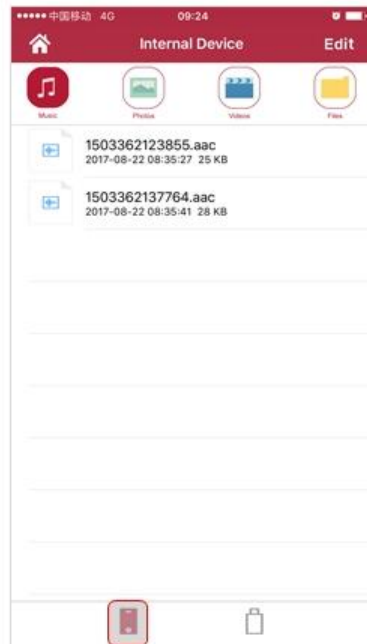 中国移动 4G 09:24
Internal Device Edit
Music Photos Videos Files
1503362123855.aac
2017-08-22 08:35:27 25 KB
1503362137764.aac
2017-08-22 08:35:41 28 KB